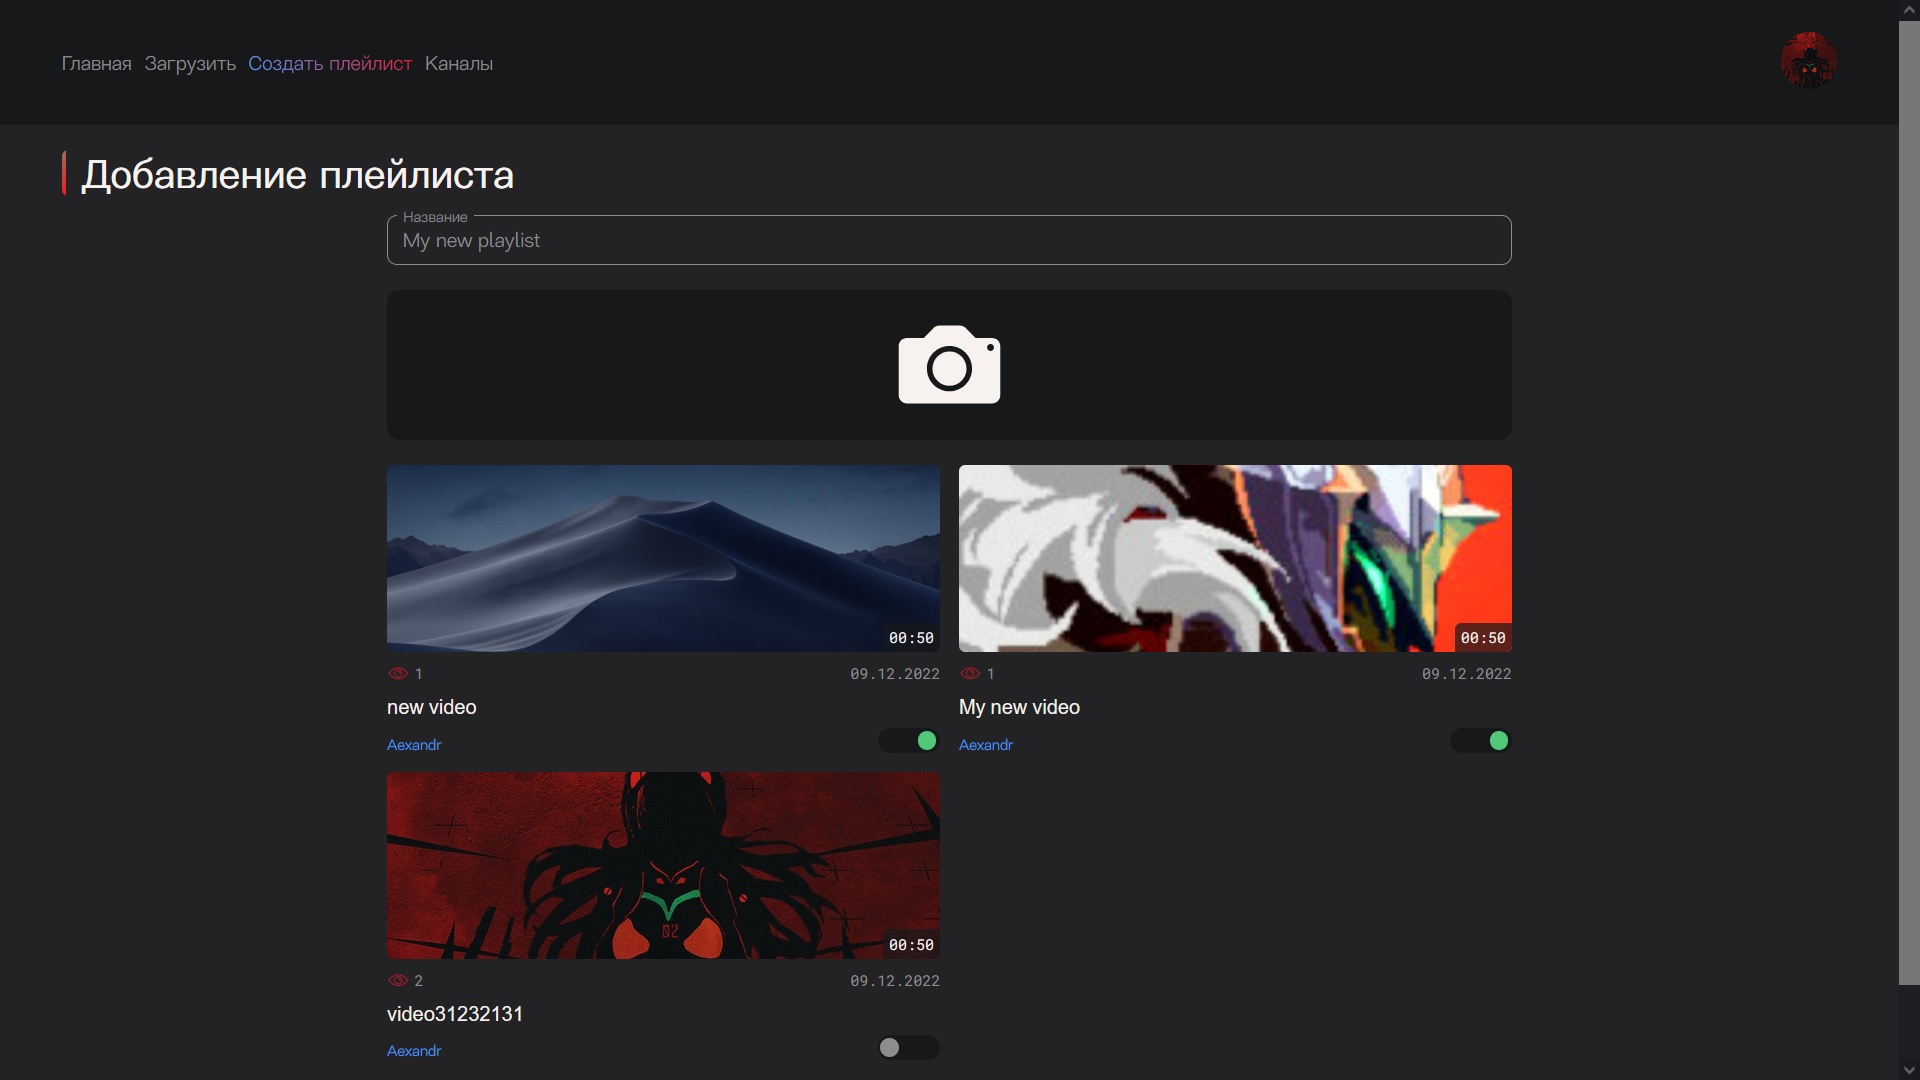 Главная Загрузить Создать плейлист Каналы
Добавление плейлиста
Название
My new playlist
00:50
00:50
1
09.12.2022
1
09.12.2022
new video
My new video
Aexandr
Aexandr
02
00:50
2
09.12.2022
video31232131
Aexandr